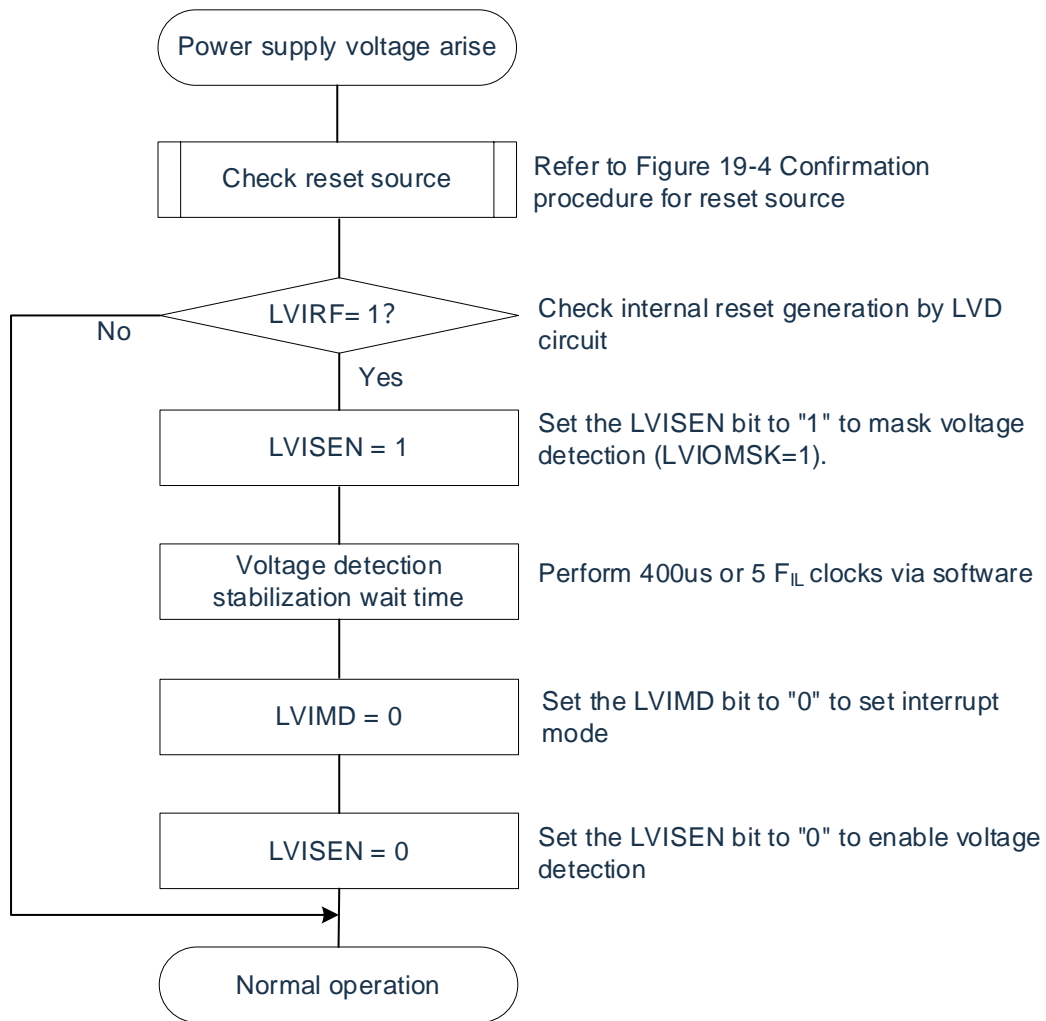 Power supply voltage arise
Check reset source
Refer to Figure 19-4 Confirmation
procedure for reset source
LVIRF= 1?
Check internal reset generation by LVD
circuit
No
Yes
LVISEN = 1
Set the LVISEN bit to "1" to mask voltage
detection (LVIOMSK=1).
Voltage detection
stabilization wait time
Perform 400us or 5 FIL clocks via software
LVIMD = 0
Set the LVIMD bit to "0" to set interrupt
mode
LVISEN = 0
Set the LVISEN bit to "0" to enable voltage
detection
Normal operation